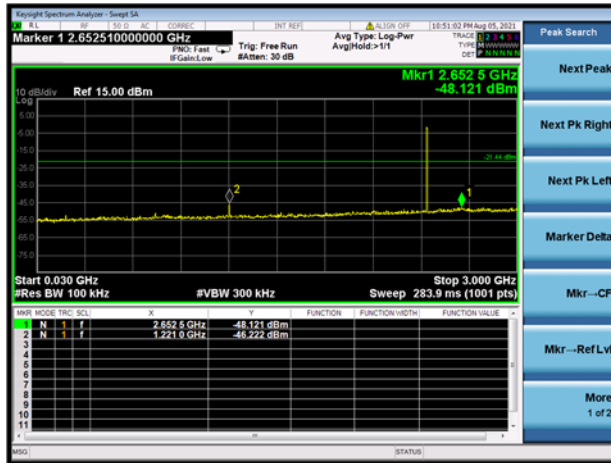 Keysight Spectrum Analyzer - Swept SA
RL RF 50 Ω AC CORREC INT REF ALIGN OFF 10:51:02 PM Aug 05, 2021
Marker 1 2.652510000000 GHz
PNO: Fast
IFGain:Low
Trig: Free Run
#Atten: 30 dB
Avg Type: Log-Pwr
Avg|Hold:>1/1
TRACE 1 2 3 4 5 6
TYPE M WWWWW
DET P NNNNN
Mkr1 2.652 5 GHz
-48.121 dBm
10 dB/div
Log
Ref 15.00 dBm
5.00
-5.00
-15.0
-21.44 dBm
-25.0
-35.0
-45.0
-55.0
-65.0
-75.0
2
1
Start 0.030 GHz
Stop 3.000 GHz
#Res BW 100 kHz
#VBW 300 kHz
Sweep 283.9 ms (1001 pts)
MKR MODE TRC SCL X Y FUNCTION FUNCTION WIDTH FUNCTION VALUE
1 N 1 f 2.652 5 GHz -48.121 dBm
2 N 1 f 1.221 0 GHz -46.222 dBm
3
4
5
6
7
8
9
10
11
MSG
STATUS
Peak Search
Next Peak
Next Pk Right
Next Pk Left
Marker Delta
Mkr→CF
Mkr→Ref Lvl
More
1 of 2